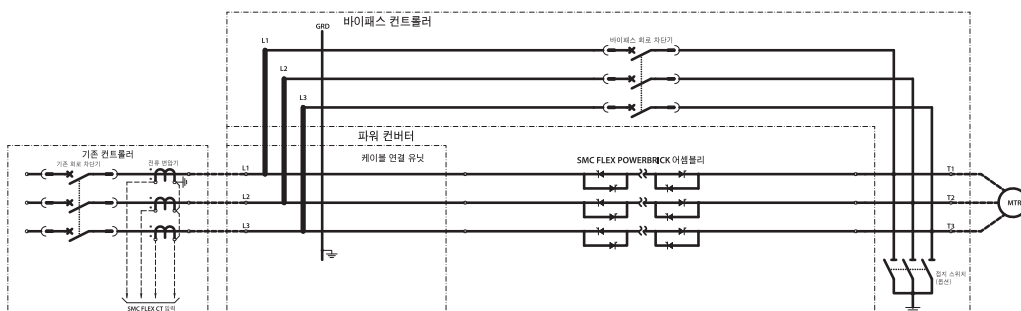 바이패스 컨트롤러
GRD
L1
바이패스 회로 차단기
L2
L3
파워 컨버터
기존 컨트롤러
케이블 연결 유닛
SMC FLEX POWERBRICK 어셈블리
기존 회로 차단기
전류 변압기
L1
T1
L2
T2
MTR
L3
T3
접지 스위치
(옵션)
SMC FLEX CT 입력